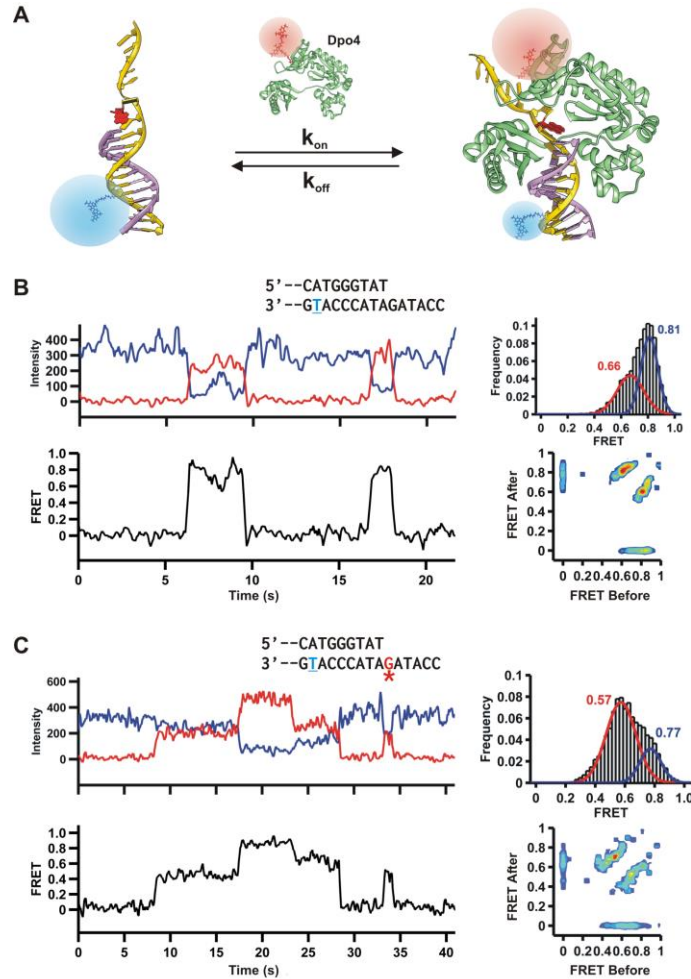 A
Dpo4
kon
koff
B
5'--CATGGGTAT
3'--GTACCCATAGATACC
Intensity
400
300
200
100
0
FRET
1.0
0.8
0.6
0.4
0.2
0
0 5 10 15 20
Time (s)
Frequency
0.1
0.08
0.06
0.04
0.02
0
0.66
0.81
0 0.2 0.4 0.6 0.8 1.0
FRET
FRET After
1
0.8
0.6
0.4
0.2
0
0 0.2 0.4 0.6 0.8 1
FRET Before
C
5'--CATGGGTAT
3'--GTACCCATAGATACC
*
Intensity
600
400
200
0
FRET
1.0
0.8
0.6
0.4
0.2
0
0 5 10 15 20 25 30 35 40
Time (s)
Frequency
0.1
0.08
0.06
0.04
0.02
0
0.57
0.77
0 0.2 0.4 0.6 0.8 1.0
FRET
FRET After
1
0.8
0.6
0.4
0.2
0
0 0.2 0.4 0.6 0.8 1
FRET Before